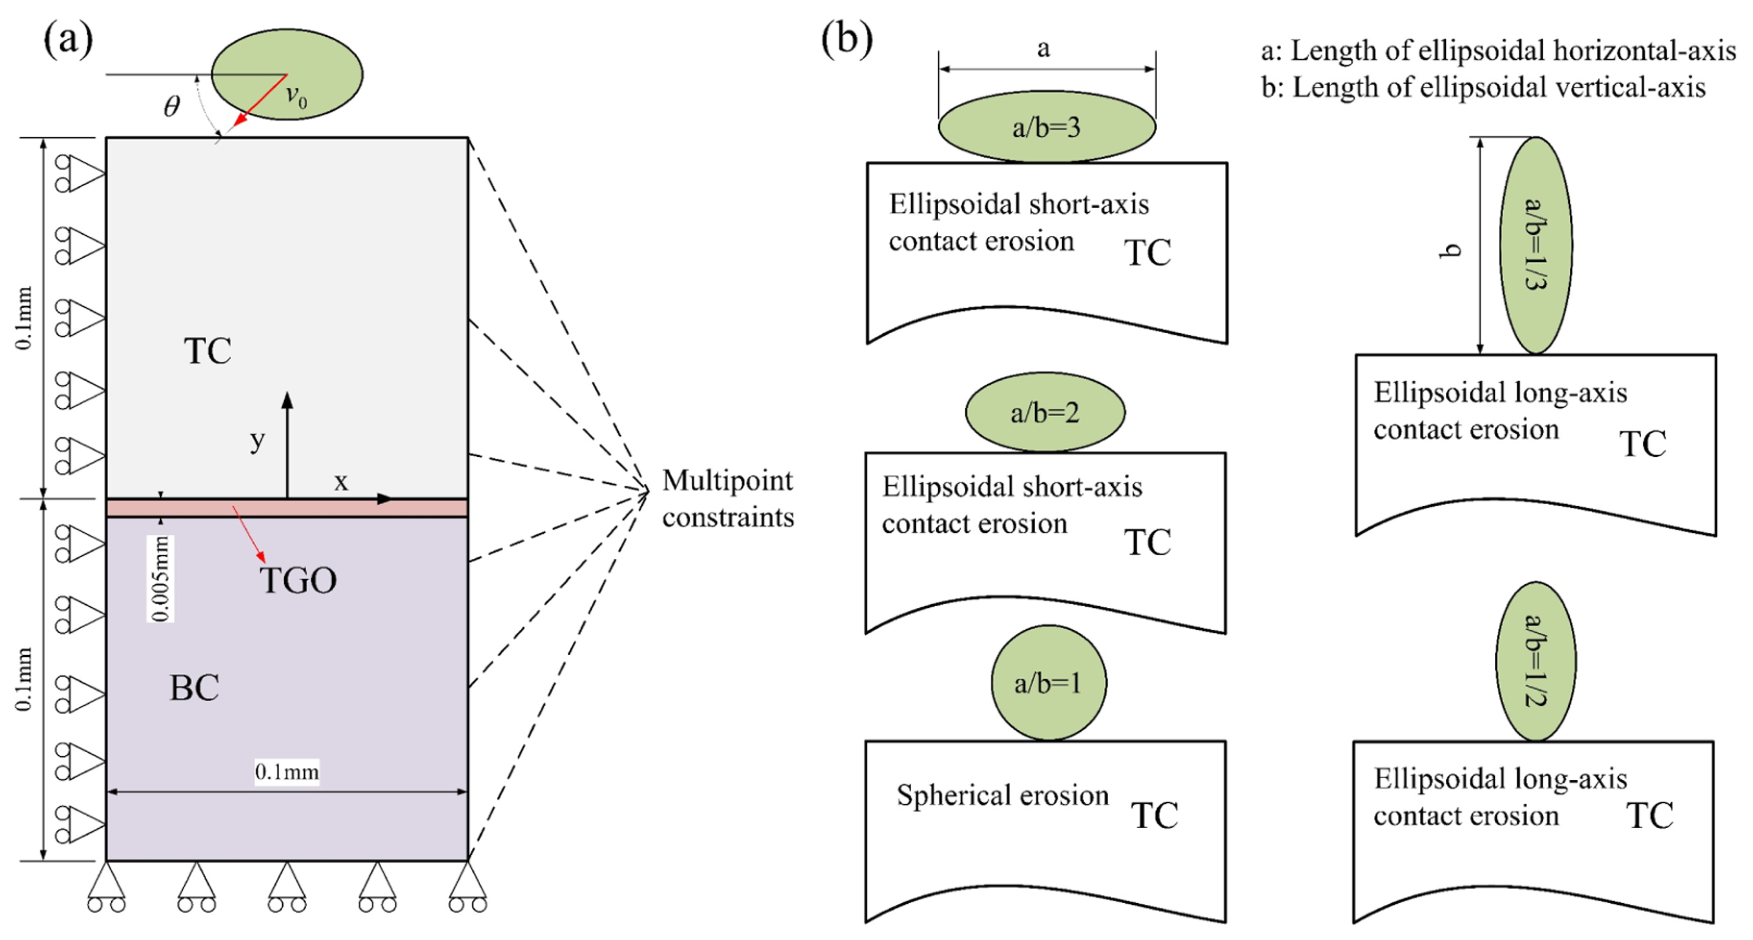 (a)
θ
v0
0.1mm
TC
y
x
Multipoint
constraints
0.005mm
TGO
0.1mm
BC
0.1mm
(b)
a
a: Length of ellipsoidal horizontal-axis
b: Length of ellipsoidal vertical-axis
a/b=3
Ellipsoidal short-axis
contact erosion
TC
a/b=2
Ellipsoidal short-axis
contact erosion
TC
a/b=1
Spherical erosion
TC
b
a/b=1/3
Ellipsoidal long-axis
contact erosion
TC
a/b=1/2
Ellipsoidal long-axis
contact erosion
TC